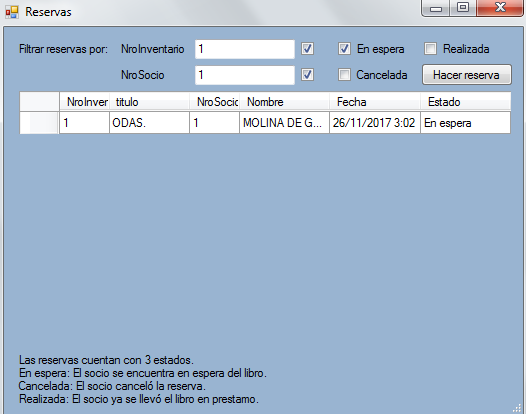 Reservas
Filtrar reservas por: NroInventario 1 En espera Realizada
NroSocio 1 Cancelada Hacer reserva
NroInver titulo NroSocio Nombre Fecha Estado
1 ODAS. 1 MOLINA DE G... 26/11/2017 3:02 En espera
Las reservas cuentan con 3 estados.
En espera: El socio se encuentra en espera del libro.
Cancelada: El socio canceló la reserva.
Realizada: El socio ya se llevó el libro en prestamo.